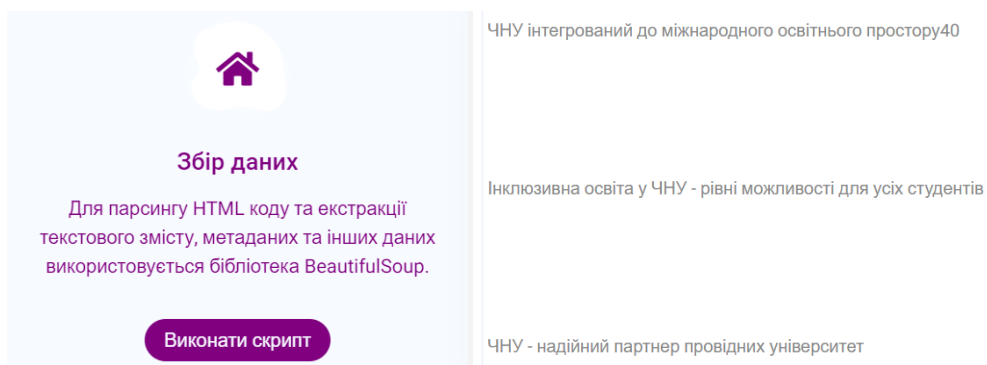 Збір даних
Для парсингу HTML коду та екстракції
текстового змісту, метаданих та інших даних
використовується бібліотека BeautifulSoup.
Виконати скрипт
ЧНУ інтегрований до міжнародного освітнього простору40
Інклюзивна освіта у ЧНУ - рівні можливості для усіх студентів
ЧНУ - надійний партнер провідних університет